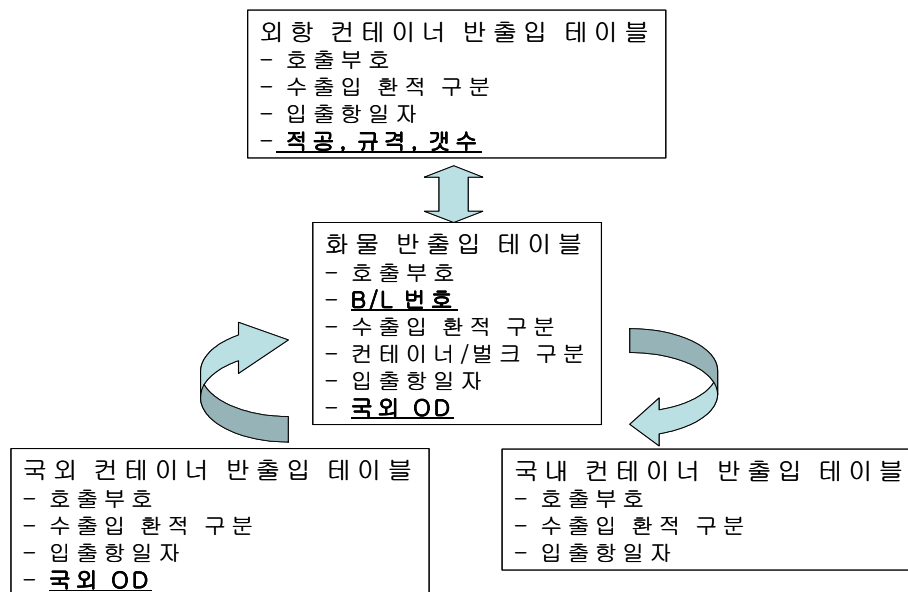 외항 컨테이너 반출입 테이블
- 호출부호
- 수출입 환적 구분
- 입출항일자
- 적공, 규격, 갯수
화물 반출입 테이블
- 호출부호
- B/L 번호
- 수출입 환적 구분
- 컨테이너/벌크 구분
- 입출항일자
- 국외 OD
국외 컨테이너 반출입 테이블
- 호출부호
- 수출입 환적 구분
- 입출항일자
- 국외 OD
국내 컨테이너 반출입 테이블
- 호출부호
- 수출입 환적 구분
- 입출항일자